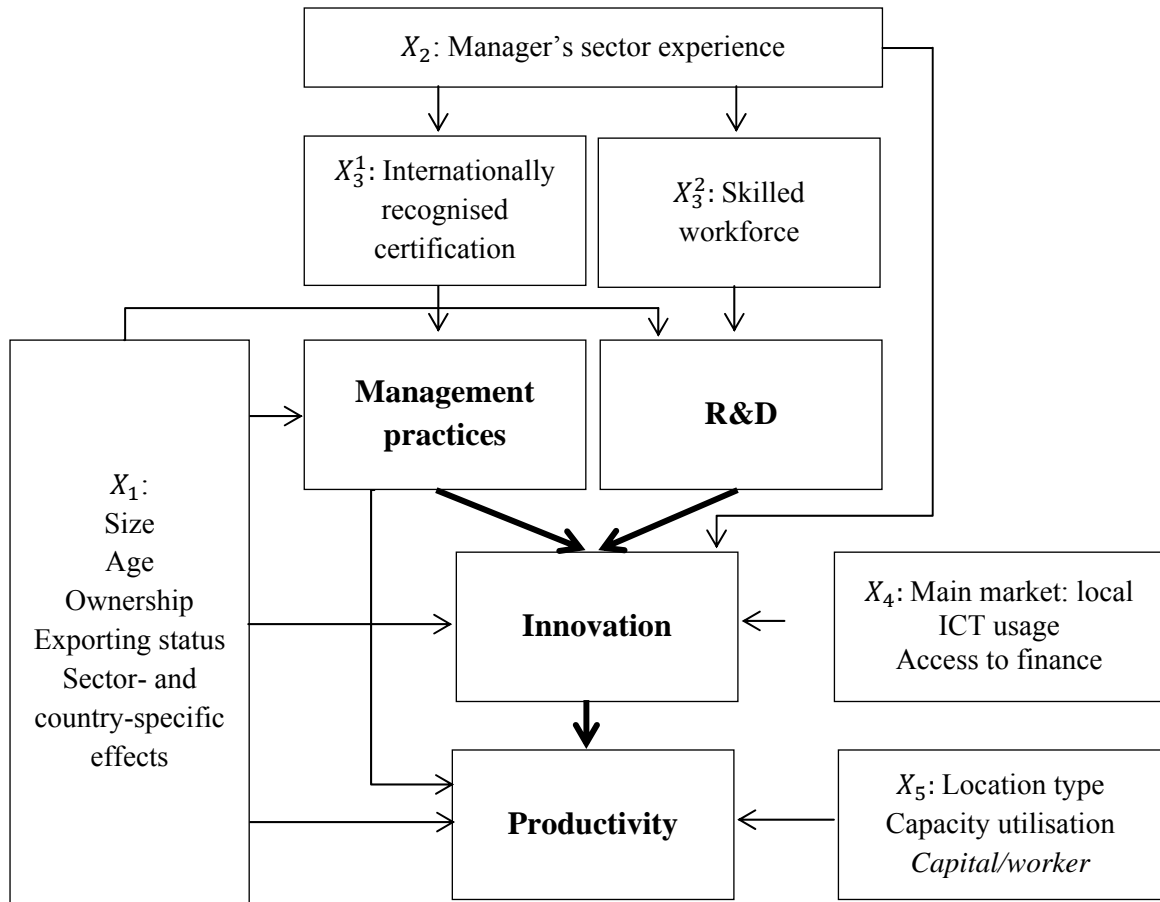 X₂: Manager’s sector experience
X₃¹: Internationally
recognised
certification
X₃²: Skilled
workforce
Management
practices
R&D
X₁:
Size
Age
Ownership
Exporting status
Sector- and
country-specific
effects
Innovation
X₄: Main market: local
ICT usage
Access to finance
Productivity
X₅: Location type
Capacity utilisation
Capital/worker